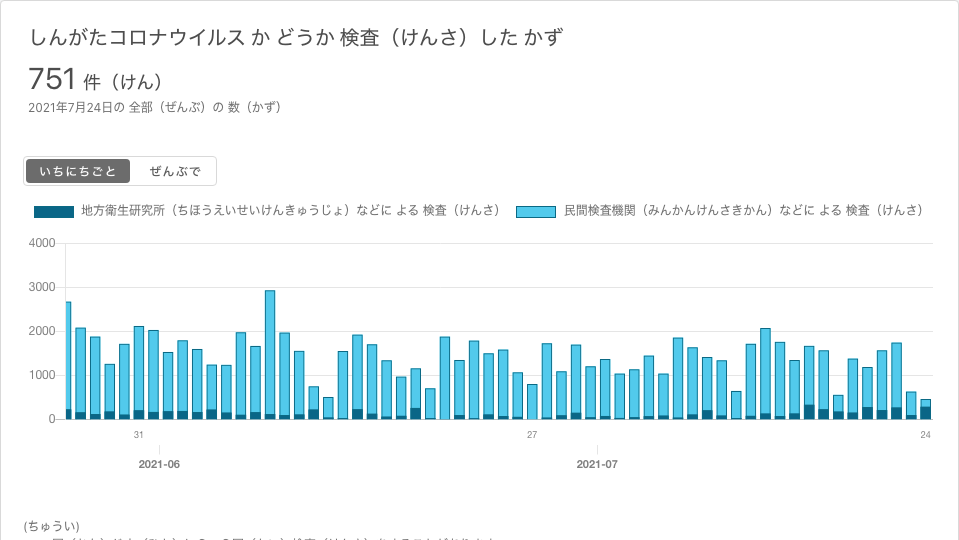 しんがたコロナウイルス か どうか 検査（けんさ）した かず
751 件（けん）
2021年7月24日の 全部（ぜんぶ）の 数（かず）
いちにちごと ぜんぶで
地方衛生研究所（ちほうえいせいけんきゅうじょ）などに よる 検査（けんさ） 民間検査機関（みんかんけんさきかん）などに よる 検査（けんさ）
4000
3000
2000
1000
0
31 27 24
2021-06 2021-07
(ちゅうい)